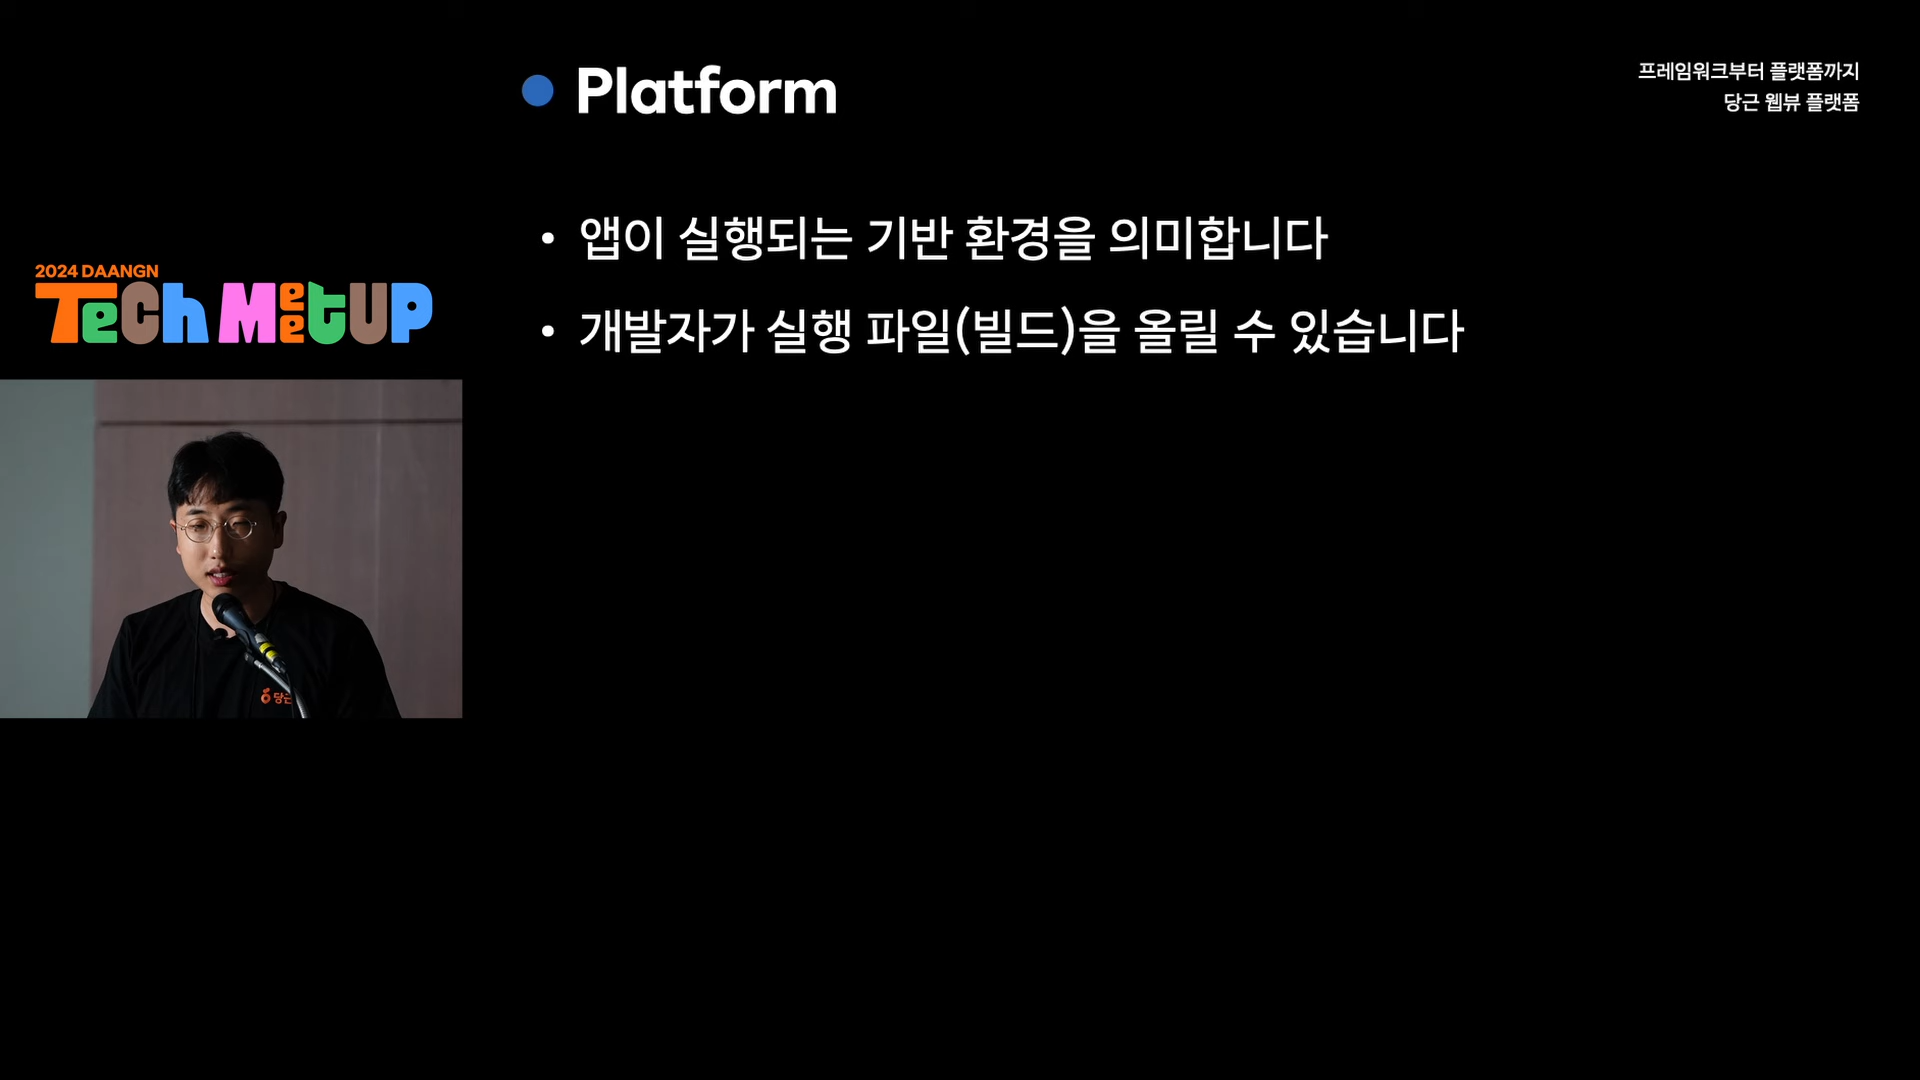 Platform
프레임워크부터 플랫폼까지
당근 웹뷰 플랫폼
• 앱이 실행되는 기반 환경을 의미합니다
• 개발자가 실행 파일(빌드)을 올릴 수 있습니다
2024 DAANGN
Tech MeetUP
당근